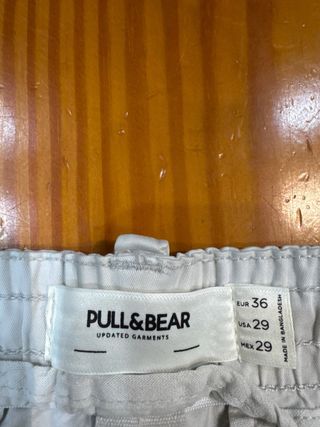 PULL&BEAR
UPDATED GARMENTS
EUR 36
USA 29
MEX 29
MADE IN BANGLADESH